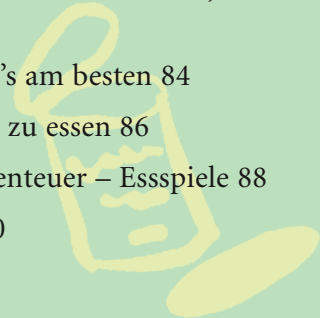 ’s am besten 84
zu essen 86
enteuer – Essspiele 88